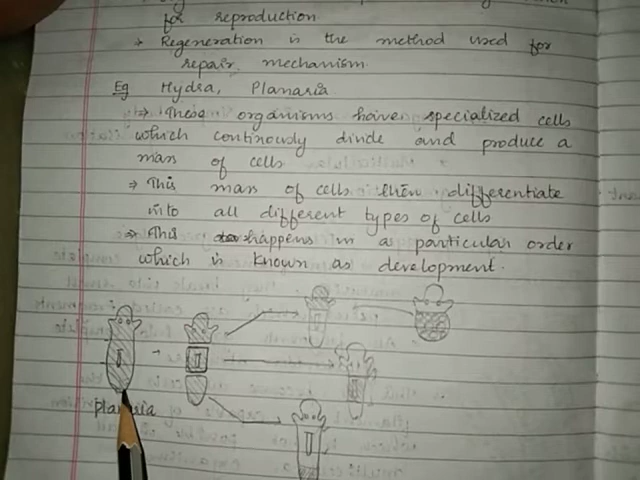 for reproduction
→ Regeneration is the method used for
repair mechanism.
Eg Hydra, Planaria.
→ These organisms have specialized cells
which continously divide and produce a
mass of cells
→ This mass of cells then differentiate
into all different types of cells
→ This happens in a particular order
which is known as development.
Planaria